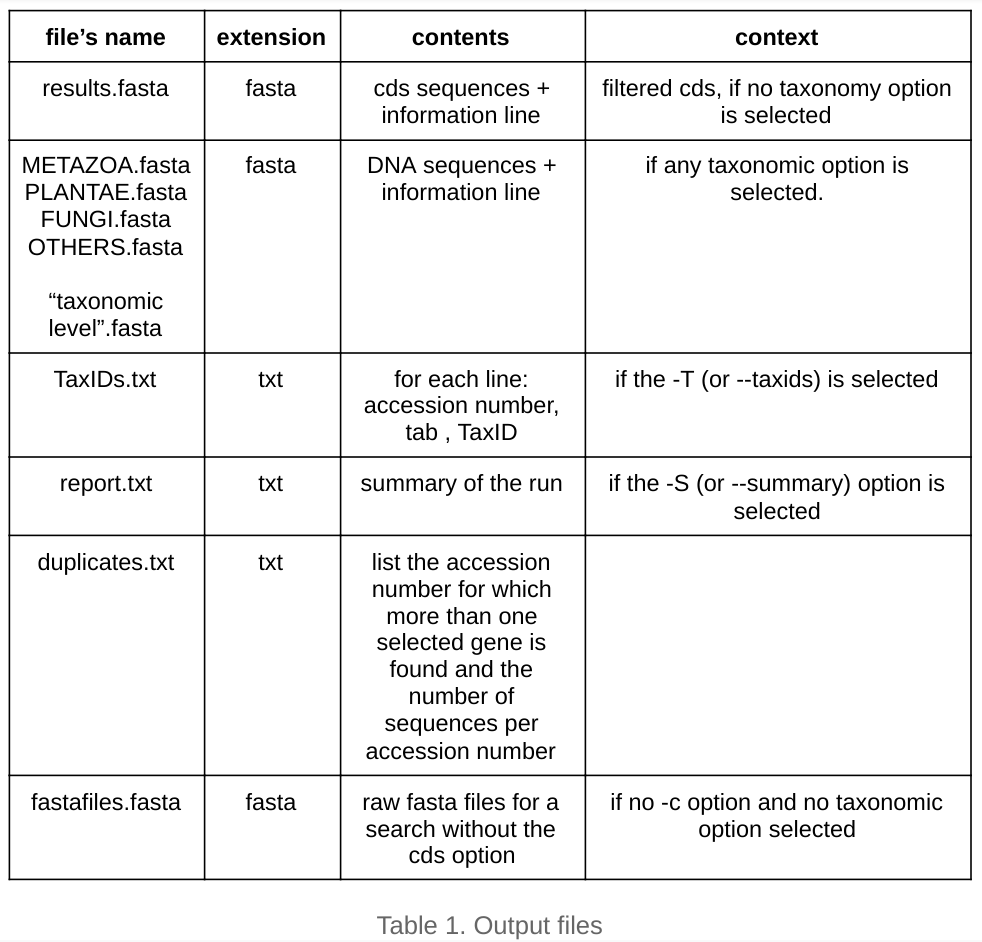 file’s name extension contents context
results.fasta fasta cds sequences + filtered cds, if no taxonomy option
information line is selected
METAZOA.fasta fasta DNA sequences + if any taxonomic option is
PLANTAE.fasta information line selected.
FUNGI.fasta
OTHERS.fasta
“taxonomic
level”.fasta
TaxIDs.txt txt for each line: if the -T (or --taxids) is selected
accession number,
tab , TaxID
report.txt txt summary of the run if the -S (or --summary) option is
selected
duplicates.txt txt list the accession
number for which
more than one
selected gene is
found and the
number of
sequences per
accession number
fastafiles.fasta fasta raw fasta files for a if no -c option and no taxonomic
search without the option selected
cds option
Table 1. Output files